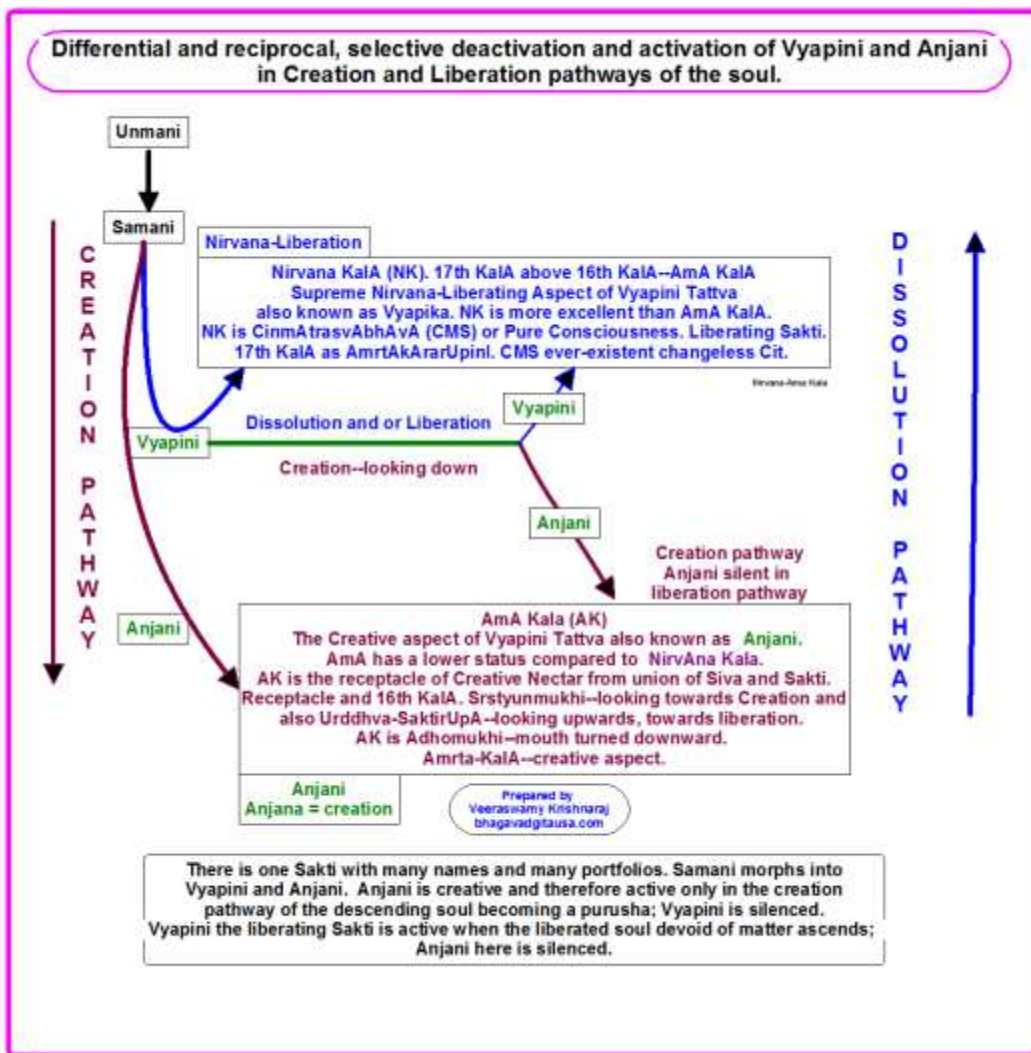 Differential and reciprocal, selective deactivation and activation of Vyapini and Anjani
in Creation and Liberation pathways of the soul.
Unmani
Samani
CREATION PATHWAY
Nirvana-Liberation
Nirvana KalA (NK). 17th KalA above 16th KalA--AmA KalA
Supreme Nirvana-Liberating Aspect of Vyapini Tattva
also known as Vyapika. NK is more excellent than AmA KalA.
NK is CinmAtrasvAbhAvA (CMS) or Pure Consciousness. Liberating Sakti.
17th KalA as AmrtAkArarUpinI. CMS ever-existent changeless Cit.
Nirvana-Ama Kala
DISSOLUTION PATHWAY
Vyapini
Dissolution and or Liberation
Vyapini
Creation--looking down
Anjani
Creation pathway
Anjani silent in
liberation pathway
Anjani
AmA Kala (AK)
The Creative aspect of Vyapini Tattva also known as Anjani.
AmA has a lower status compared to NirvAna Kala.
AK is the receptacle of Creative Nectar from union of Siva and Sakti.
Receptacle and 16th KalA. Srstyunmukhi--looking towards Creation and
also Urddhva-SaktirUpA--looking upwards, towards liberation.
AK is Adhomukhi--mouth turned downward.
Amrta-KalA--creative aspect.
Anjani
Anjana = creation
Prepared by
Veeraswamy Krishnaraj
bhagavadgitausa.com
There is one Sakti with many names and many portfolios. Samani morphs into
Vyapini and Anjani. Anjani is creative and therefore active only in the creation
pathway of the descending soul becoming a purusha; Vyapini is silenced.
Vyapini the liberating Sakti is active when the liberated soul devoid of matter ascends;
Anjani here is silenced.